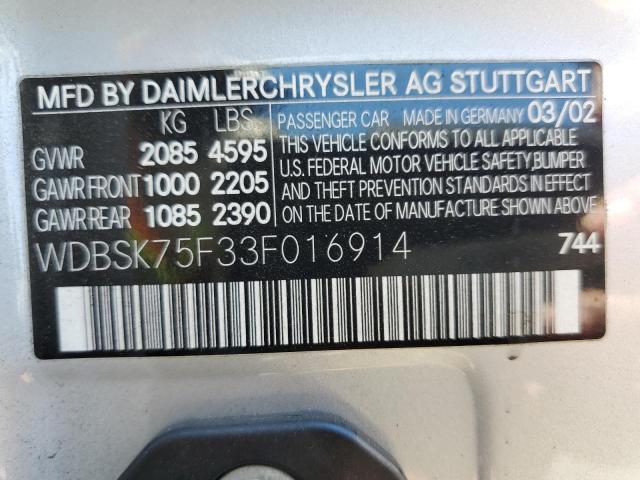 MFD BY DAIMLERCHRYSLER AG STUTTGART
KG LBS.
GVWR 2085 4595
GAWR FRONT 1000 2205
GAWR REAR 1085 2390
PASSENGER CAR MADE IN GERMANY 03/02
THIS VEHICLE CONFORMS TO ALL APPLICABLE
U.S. FEDERAL MOTOR VEHICLE SAFETY, BUMPER
AND THEFT PREVENTION STANDARDS IN EFFECT
ON THE DATE OF MANUFACTURE SHOWN ABOVE
WDBSK75F33F016914 744